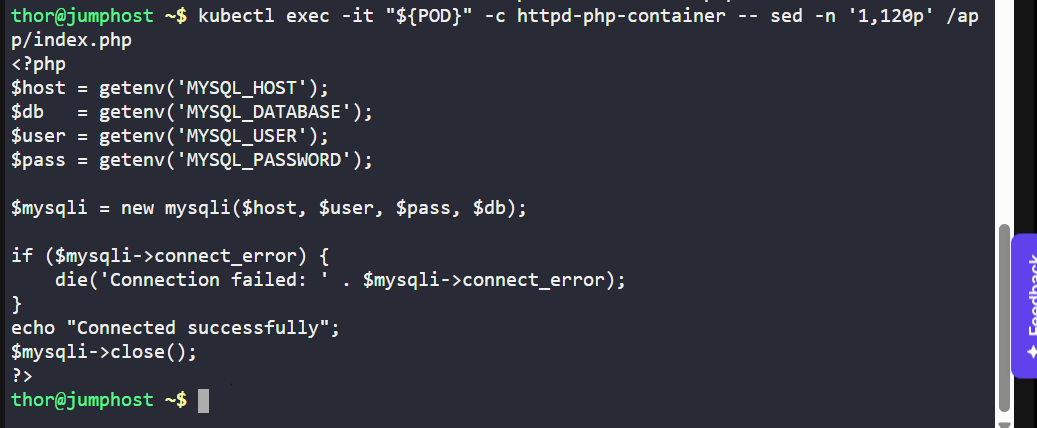 thor@jumphost ~$ kubectl exec -it "${POD}" -c httpd-php-container -- sed -n '1,120p' /ap
p/index.php
<?php
$host = getenv('MYSQL_HOST');
$db   = getenv('MYSQL_DATABASE');
$user = getenv('MYSQL_USER');
$pass = getenv('MYSQL_PASSWORD');

$mysqli = new mysqli($host, $user, $pass, $db);

if ($mysqli->connect_error) {
    die('Connection failed: ' . $mysqli->connect_error);
}
echo "Connected successfully";
$mysqli->close();
?>
thor@jumphost ~$
Feedback